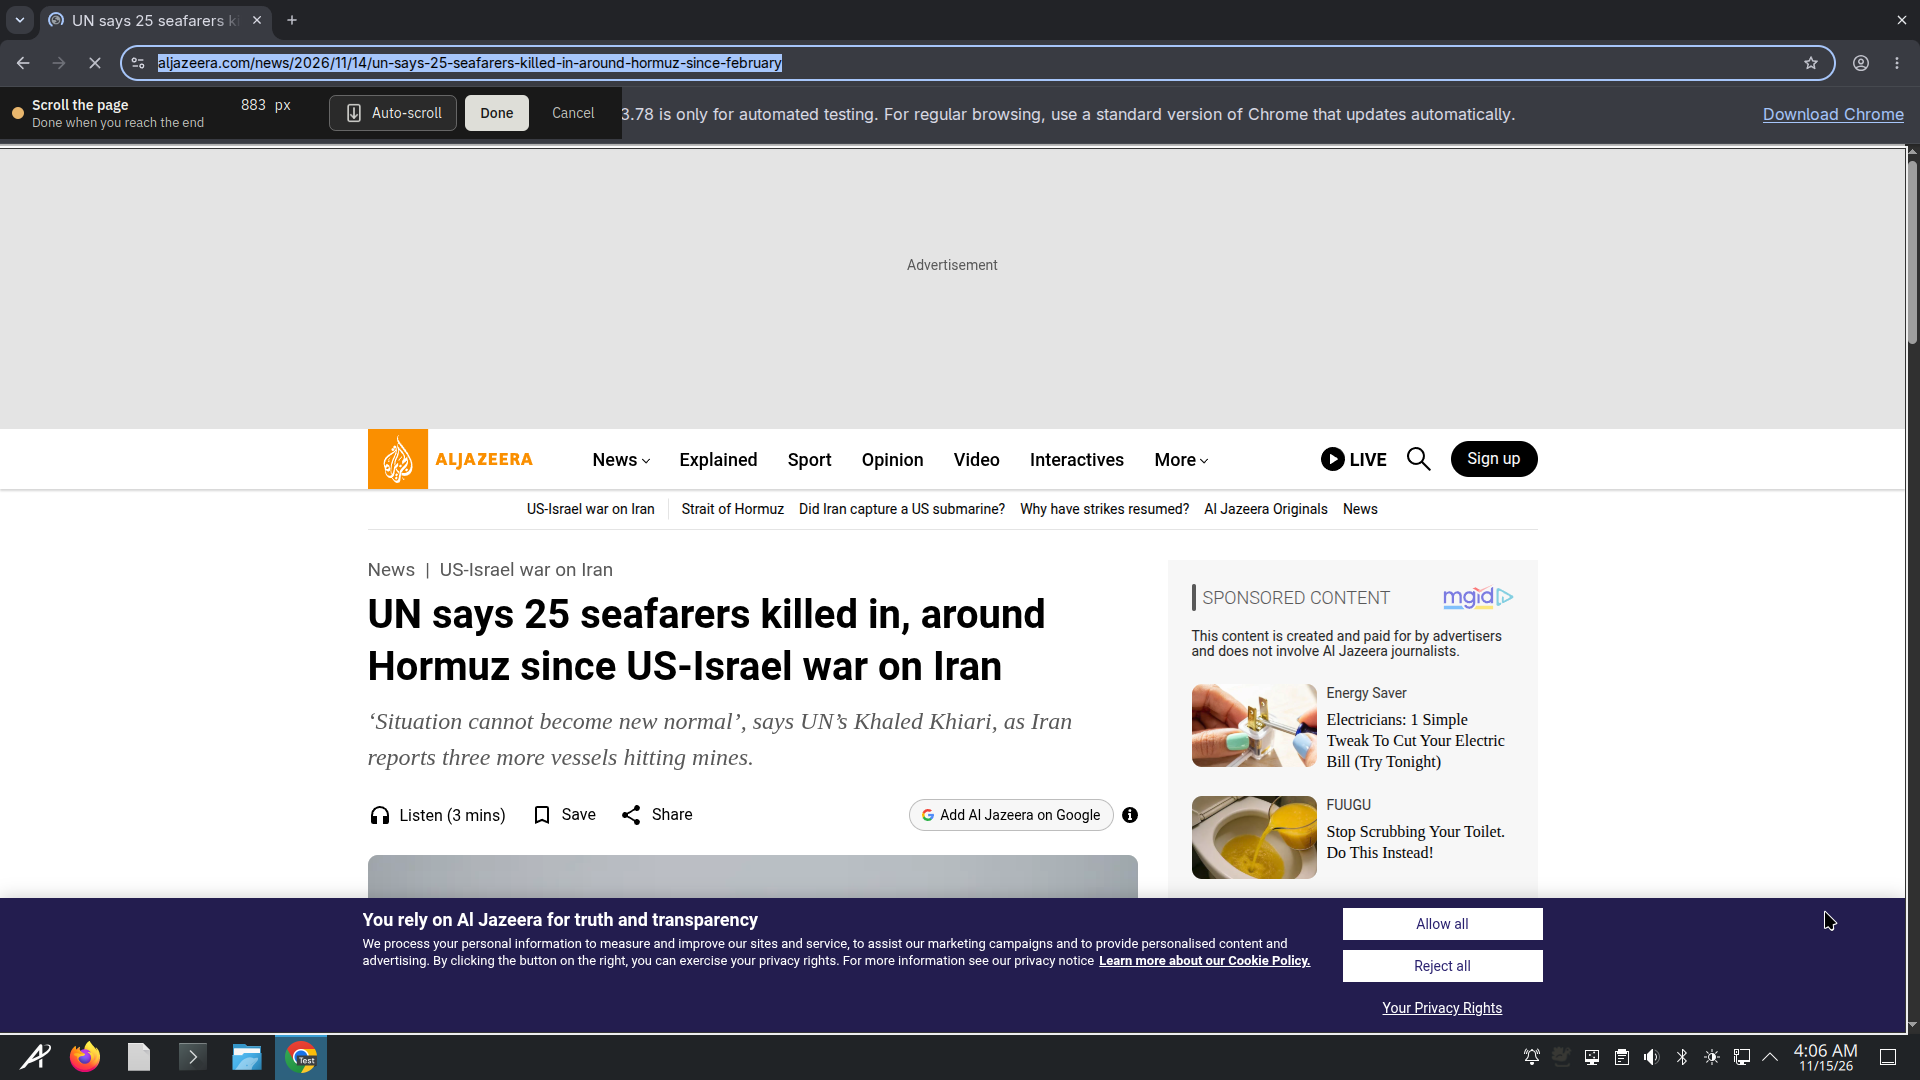 UN says 25 seafarers ki
aljazeera.com/news/2026/11/14/un-says-25-seafarers-killed-in-around-hormuz-since-february
Scroll the page
Done when you reach the end
883 px
Auto-scroll
Done
Cancel
3.78 is only for automated testing. For regular browsing, use a standard version of Chrome that updates automatically.
Download Chrome
Advertisement
ALJAZEERA
News
Explained
Sport
Opinion
Video
Interactives
More
LIVE
Sign up
US-Israel war on Iran
Strait of Hormuz
Did Iran capture a US submarine?
Why have strikes resumed?
Al Jazeera Originals
News
News | US-Israel war on Iran
UN says 25 seafarers killed in, around
Hormuz since US-Israel war on Iran
‘Situation cannot become new normal’, says UN’s Khaled Khiari, as Iran
reports three more vessels hitting mines.
Listen (3 mins)
Save
Share
Add Al Jazeera on Google
SPONSORED CONTENT
mgid
This content is created and paid for by advertisers
and does not involve Al Jazeera journalists.
Energy Saver
Electricians: 1 Simple
Tweak To Cut Your Electric
Bill (Try Tonight)
FUUGU
Stop Scrubbing Your Toilet.
Do This Instead!
You rely on Al Jazeera for truth and transparency
We process your personal information to measure and improve our sites and service, to assist our marketing campaigns and to provide personalised content and
advertising. By clicking the button on the right, you can exercise your privacy rights. For more information see our privacy notice Learn more about our Cookie Policy.
Allow all
Reject all
Your Privacy Rights
Test
4:06 AM
11/15/26